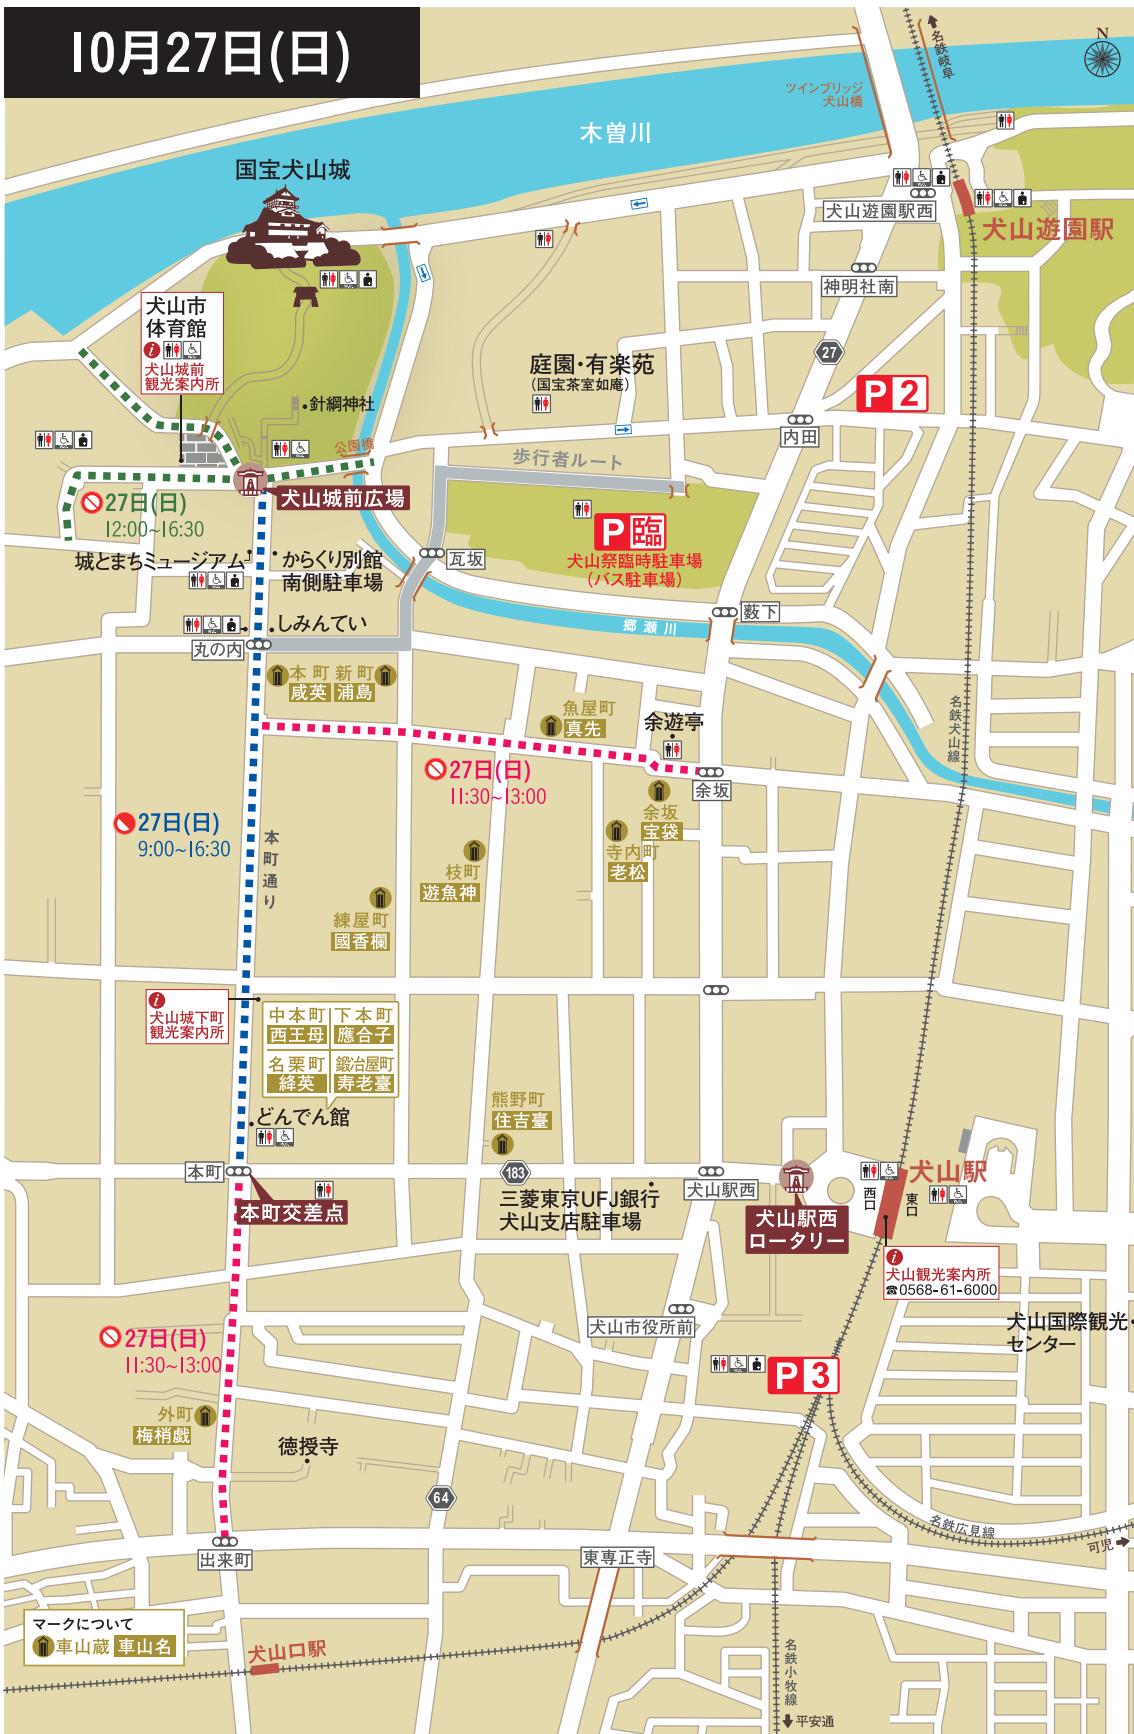 10月27日(日)
名鉄岐阜
N
ツインブリッジ
犬山橋
木曽川
国宝犬山城
犬山遊園駅西
犬山遊園駅
神明社南
犬山市
体育館
i
犬山城前
観光案内所
27
庭園・有楽苑
(国宝茶室如庵)
P2
針綱神社
内田
公園橋
歩行者ルート
犬山城前広場
27日(日)
12:00~16:30
P臨
犬山祭臨時駐車場
(バス駐車場)
瓦坂
城とまちミュージアム
からくり別館
南側駐車場
藪下
郷瀬川
しみんてい
丸の内
本町
咸英
新町
浦島
名鉄犬山線
魚屋町
真先
余遊亭
27日(日)
11:30~13:00
余坂
余坂
宝袋
27日(日)
9:00~16:30
本町通り
寺内町
老松
枝町
遊魚神
練屋町
國香欄
i
犬山城下町
観光案内所
中本町
西王母
下本町
應合子
名栗町
縫英
鍛冶屋町
寿老臺
熊野町
住吉臺
どんでん館
本町
183
犬山駅西
犬山駅
西口
東口
本町交差点
三菱東京UFJ銀行
犬山支店駐車場
犬山駅西
ロータリー
i
犬山観光案内所
☎0568-61-6000
犬山国際観光
センター
犬山市役所前
27日(日)
11:30~13:00
P3
外町
梅梢戯
徳授寺
64
名鉄広見線
可児
出来町
東専正寺
マークについて
車山蔵
車山名
犬山口駅
名鉄小牧線
平安通